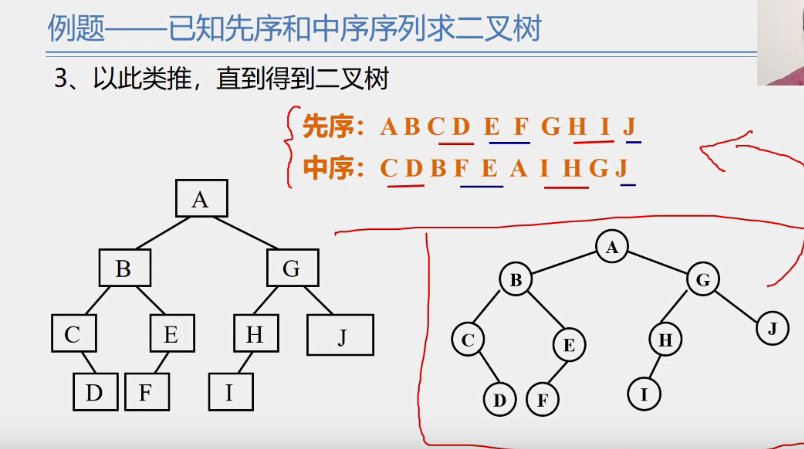 例题——已知先序和中序序列求二叉树
3、以此类推，直到得到二叉树
先序：A B C D E F G H I J
中序：C D B F E A I H G J
A
B G
C E H J
D F I
A
B G
C E H J
D F I